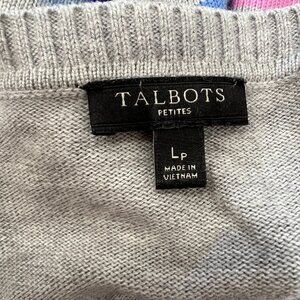 TALBOTS
PETITES
LP
MADE IN
VIETNAM